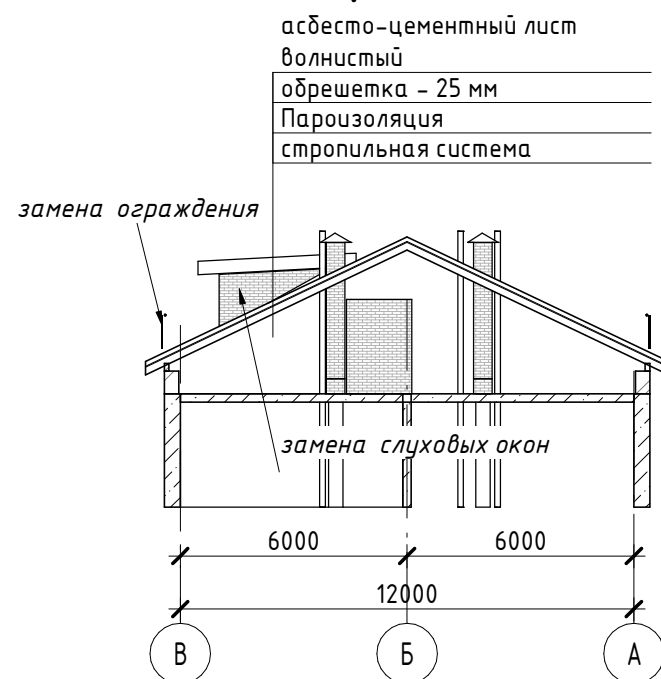 асбесто-цементный лист
волнистый
обрешетка - 25 мм
Пароизоляция
стропильная система
замена ограждения
замена слуховых окон
6000 6000
12000
В Б А